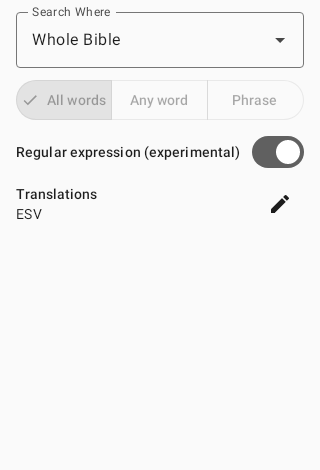 Search Where
Whole Bible
All words
Any word
Phrase
Regular expression (experimental)
Translations
ESV